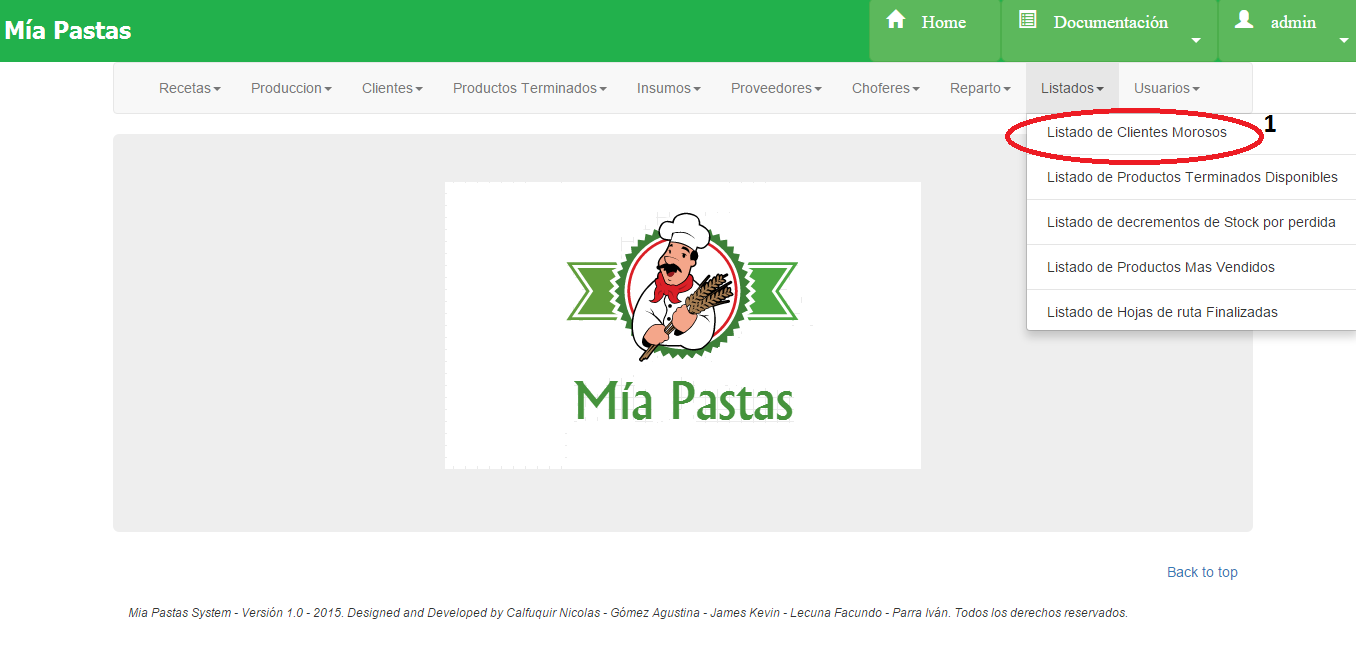 Mía Pastas
Home
Documentación
admin
Recetas
Produccion
Clientes
Productos Terminados
Insumos
Proveedores
Choferes
Reparto
Listados
Usuarios
Listado de Clientes Morosos
1
Listado de Productos Terminados Disponibles
Listado de decrementos de Stock por perdida
Listado de Productos Mas Vendidos
Listado de Hojas de ruta Finalizadas
Mía Pastas
Back to top
Mia Pastas System - Versión 1.0 - 2015. Designed and Developed by Calfuquir Nicolas - Gómez Agustina - James Kevin - Lecuna Facundo - Parra Iván. Todos los derechos reservados.